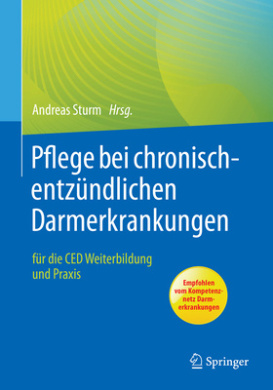 Andreas Sturm Hrsg.
Pflege bei chronisch-
entzündlichen
Darmerkrankungen
für die CED Weiterbildung
und Praxis
Empfohlen
vom Kompetenz-
netz Darm-
erkrankungen
Springer